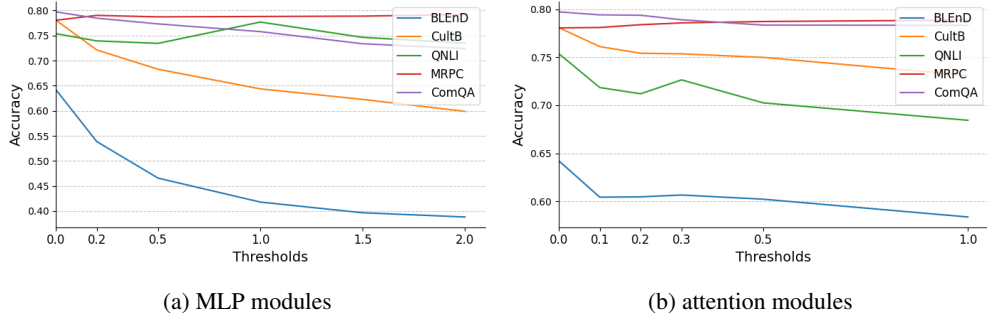 0.80
0.75
0.70
0.65
0.60
0.55
0.50
0.45
0.40
Accuracy
0.0
0.2
0.5
1.0
1.5
2.0
Thresholds
BLEnD
CultB
QNLI
MRPC
ComQA
(a) MLP modules
0.80
0.75
0.70
0.65
0.60
Accuracy
0.0
0.1
0.2
0.3
0.5
1.0
Thresholds
BLEnD
CultB
QNLI
MRPC
ComQA
(b) attention modules